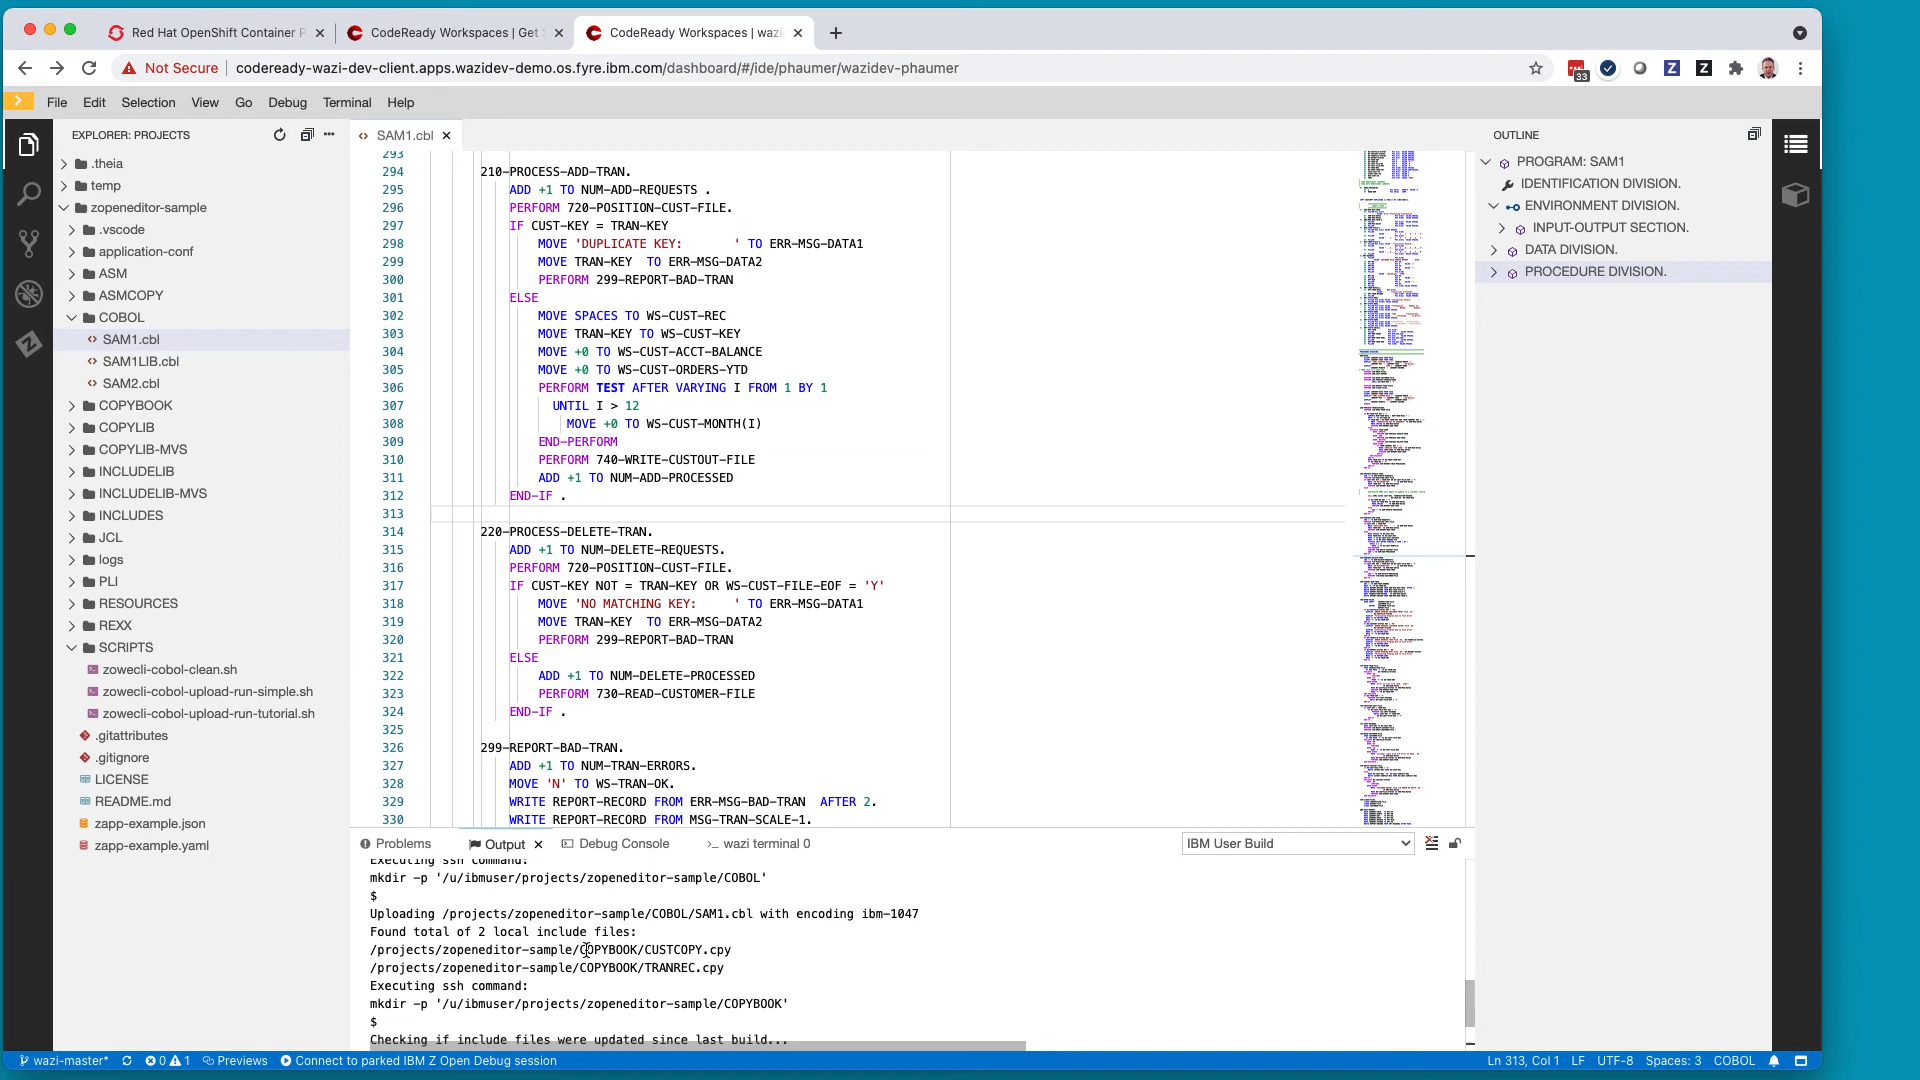 Red Hat OpenShift Container P
CodeReady Workspaces | Get S
CodeReady Workspaces | wazi
Not Secure
codeready-wazi-dev-client.apps.wazidev-demo.os.fyre.ibm.com/dashboard/#/ide/phaumer/wazidev-phaumer
33
File Edit Selection View Go Debug Terminal Help
EXPLORER: PROJECTS
.theia
temp
zopeneditor-sample
.vscode
application-conf
ASM
ASMCOPY
COBOL
SAM1.cbl
SAM1LIB.cbl
SAM2.cbl
COPYBOOK
COPYLIB
COPYLIB-MVS
INCLUDELIB
INCLUDELIB-MVS
INCLUDES
JCL
logs
PLI
RESOURCES
REXX
SCRIPTS
zowecli-cobol-clean.sh
zowecli-cobol-upload-run-simple.sh
zowecli-cobol-upload-run-tutorial.sh
.gitattributes
.gitignore
LICENSE
README.md
zapp-example.json
zapp-example.yaml
SAM1.cbl
293
294 210-PROCESS-ADD-TRAN.
295 ADD +1 TO NUM-ADD-REQUESTS .
296 PERFORM 720-POSITION-CUST-FILE.
297 IF CUST-KEY = TRAN-KEY
298 MOVE 'DUPLICATE KEY:       ' TO ERR-MSG-DATA1
299 MOVE TRAN-KEY  TO ERR-MSG-DATA2
300 PERFORM 299-REPORT-BAD-TRAN
301 ELSE
302 MOVE SPACES TO WS-CUST-REC
303 MOVE TRAN-KEY TO WS-CUST-KEY
304 MOVE +0 TO WS-CUST-ACCT-BALANCE
305 MOVE +0 TO WS-CUST-ORDERS-YTD
306 PERFORM TEST AFTER VARYING I FROM 1 BY 1
307 UNTIL I > 12
308 MOVE +0 TO WS-CUST-MONTH(I)
309 END-PERFORM
310 PERFORM 740-WRITE-CUSTOUT-FILE
311 ADD +1 TO NUM-ADD-PROCESSED
312 END-IF .
313
314 220-PROCESS-DELETE-TRAN.
315 ADD +1 TO NUM-DELETE-REQUESTS.
316 PERFORM 720-POSITION-CUST-FILE.
317 IF CUST-KEY NOT = TRAN-KEY OR WS-CUST-FILE-EOF = 'Y'
318 MOVE 'NO MATCHING KEY:     ' TO ERR-MSG-DATA1
319 MOVE TRAN-KEY  TO ERR-MSG-DATA2
320 PERFORM 299-REPORT-BAD-TRAN
321 ELSE
322 ADD +1 TO NUM-DELETE-PROCESSED
323 PERFORM 730-READ-CUSTOMER-FILE
324 END-IF .
325
326 299-REPORT-BAD-TRAN.
327 ADD +1 TO NUM-TRAN-ERRORS.
328 MOVE 'N' TO WS-TRAN-OK.
329 WRITE REPORT-RECORD FROM ERR-MSG-BAD-TRAN  AFTER 2.
330 WRITE REPORT-RECORD FROM MSG-TRAN-SCALE-1.
OUTLINE
PROGRAM: SAM1
IDENTIFICATION DIVISION.
ENVIRONMENT DIVISION.
INPUT-OUTPUT SECTION.
DATA DIVISION.
PROCEDURE DIVISION.
Problems Output Debug Console wazi terminal 0 IBM User Build
Executing ssh command:
mkdir -p '/u/ibmuser/projects/zopeneditor-sample/COBOL'
$
Uploading /projects/zopeneditor-sample/COBOL/SAM1.cbl with encoding ibm-1047
Found total of 2 local include files:
/projects/zopeneditor-sample/COPYBOOK/CUSTCOPY.cpy
/projects/zopeneditor-sample/COPYBOOK/TRANREC.cpy
Executing ssh command:
mkdir -p '/u/ibmuser/projects/zopeneditor-sample/COPYBOOK'
$
Checking if include files were updated since last build...
wazi-master* 0 1 Previews Connect to parked IBM Z Open Debug session Ln 313, Col 1 LF UTF-8 Spaces: 3 COBOL